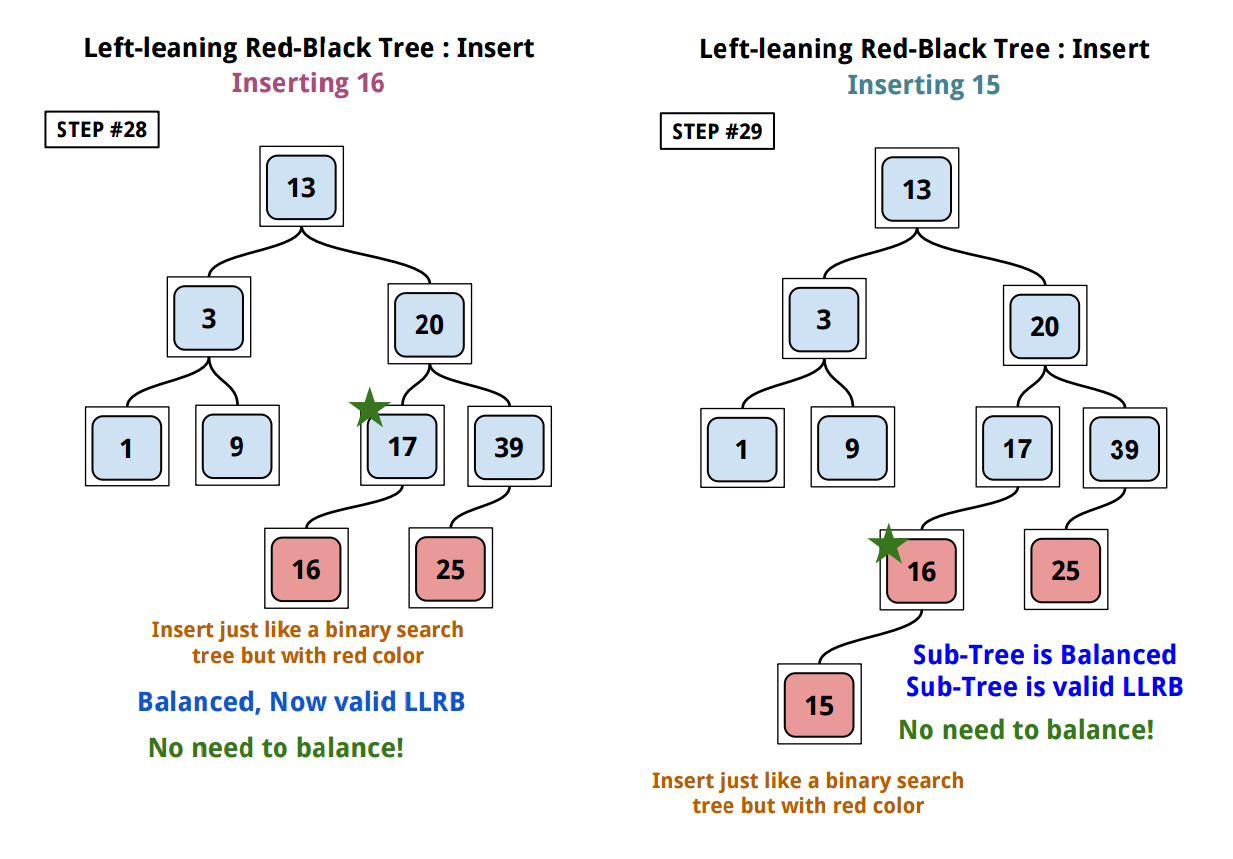 Left-leaning Red-Black Tree : Insert
Inserting 16
STEP #28
13
3
20
1
9
17
39
16
25
Insert just like a binary search
tree but with red color
Balanced, Now valid LLRB
No need to balance!
Left-leaning Red-Black Tree : Insert
Inserting 15
STEP #29
13
3
20
1
9
17
39
16
25
15
Sub-Tree is Balanced
Sub-Tree is valid LLRB
No need to balance!
Insert just like a binary search
tree but with red color